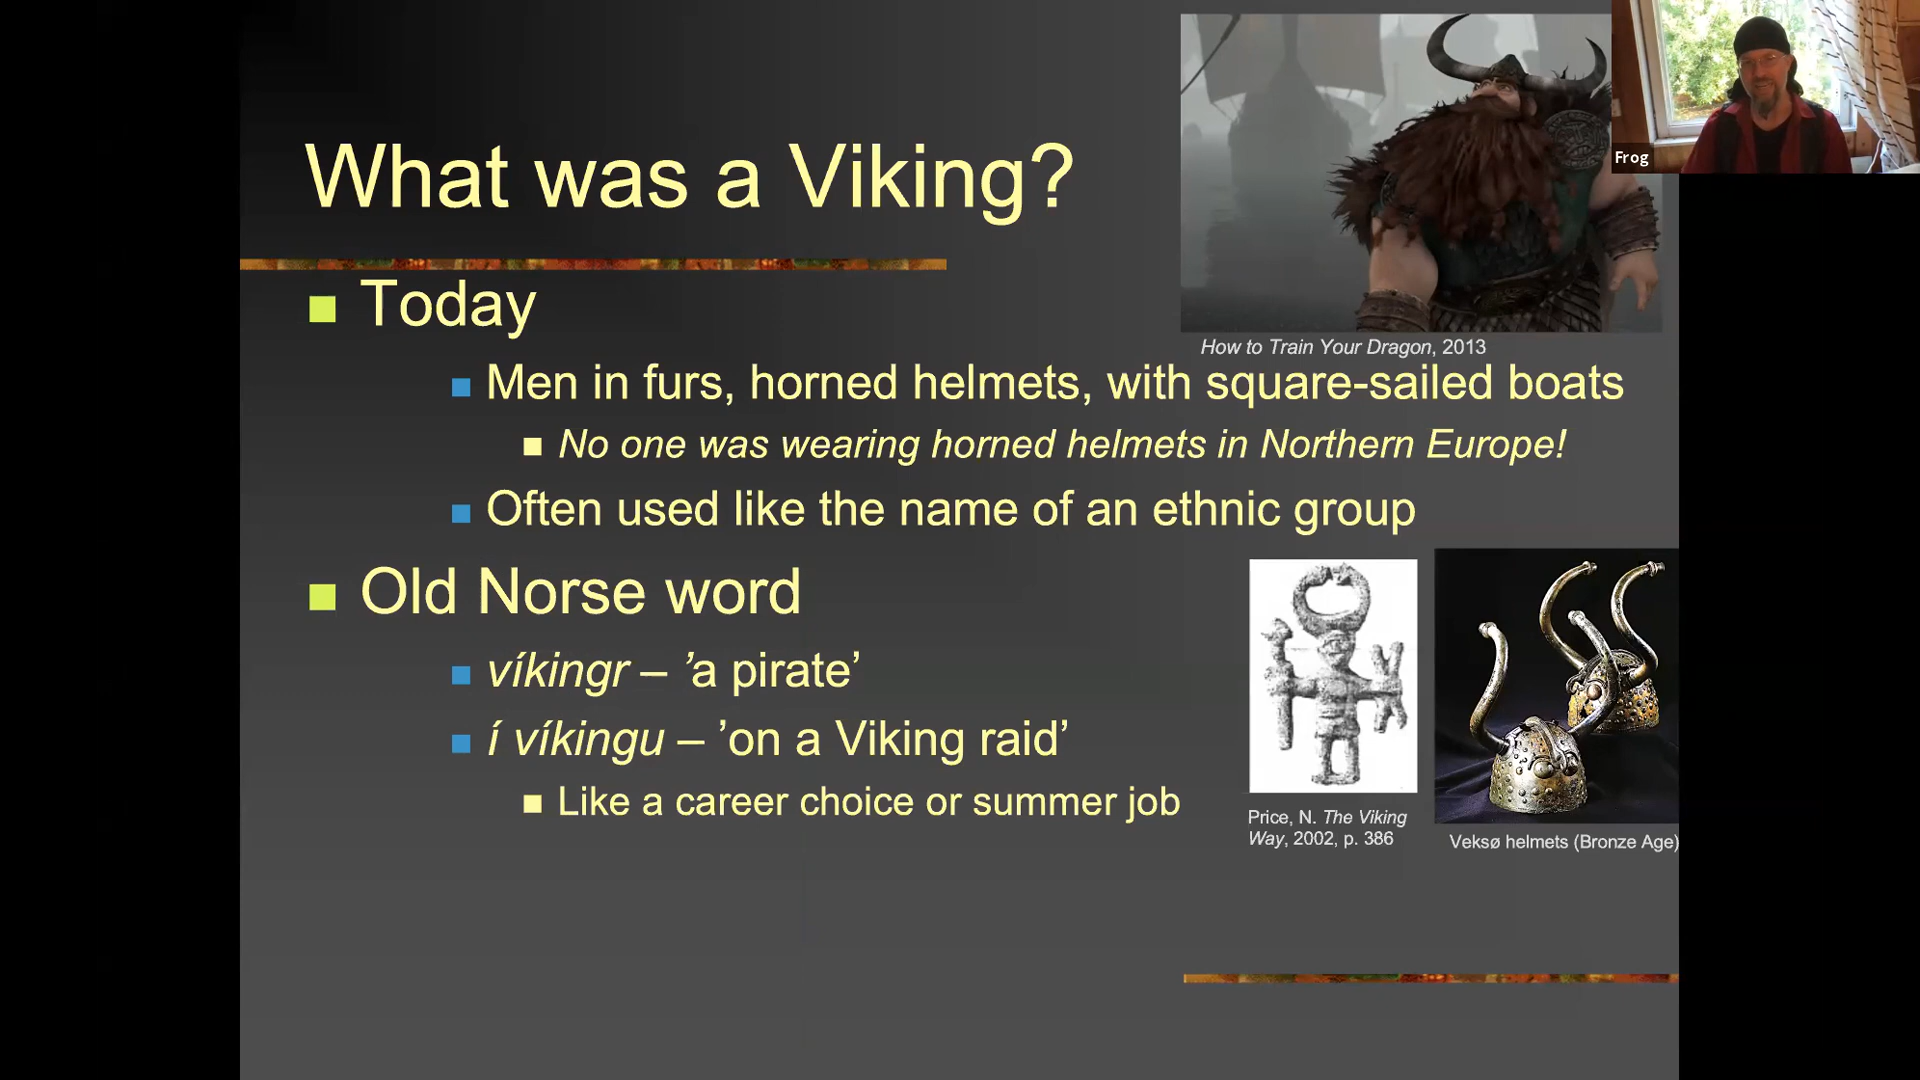 What was a Viking?
Frog
How to Train Your Dragon, 2013
Today
Men in furs, horned helmets, with square-sailed boats
No one was wearing horned helmets in Northern Europe!
Often used like the name of an ethnic group
Old Norse word
víkingr – ’a pirate’
í víkingu – ’on a Viking raid’
Like a career choice or summer job
Price, N. The Viking
Way, 2002, p. 386
Veksø helmets (Bronze Age)